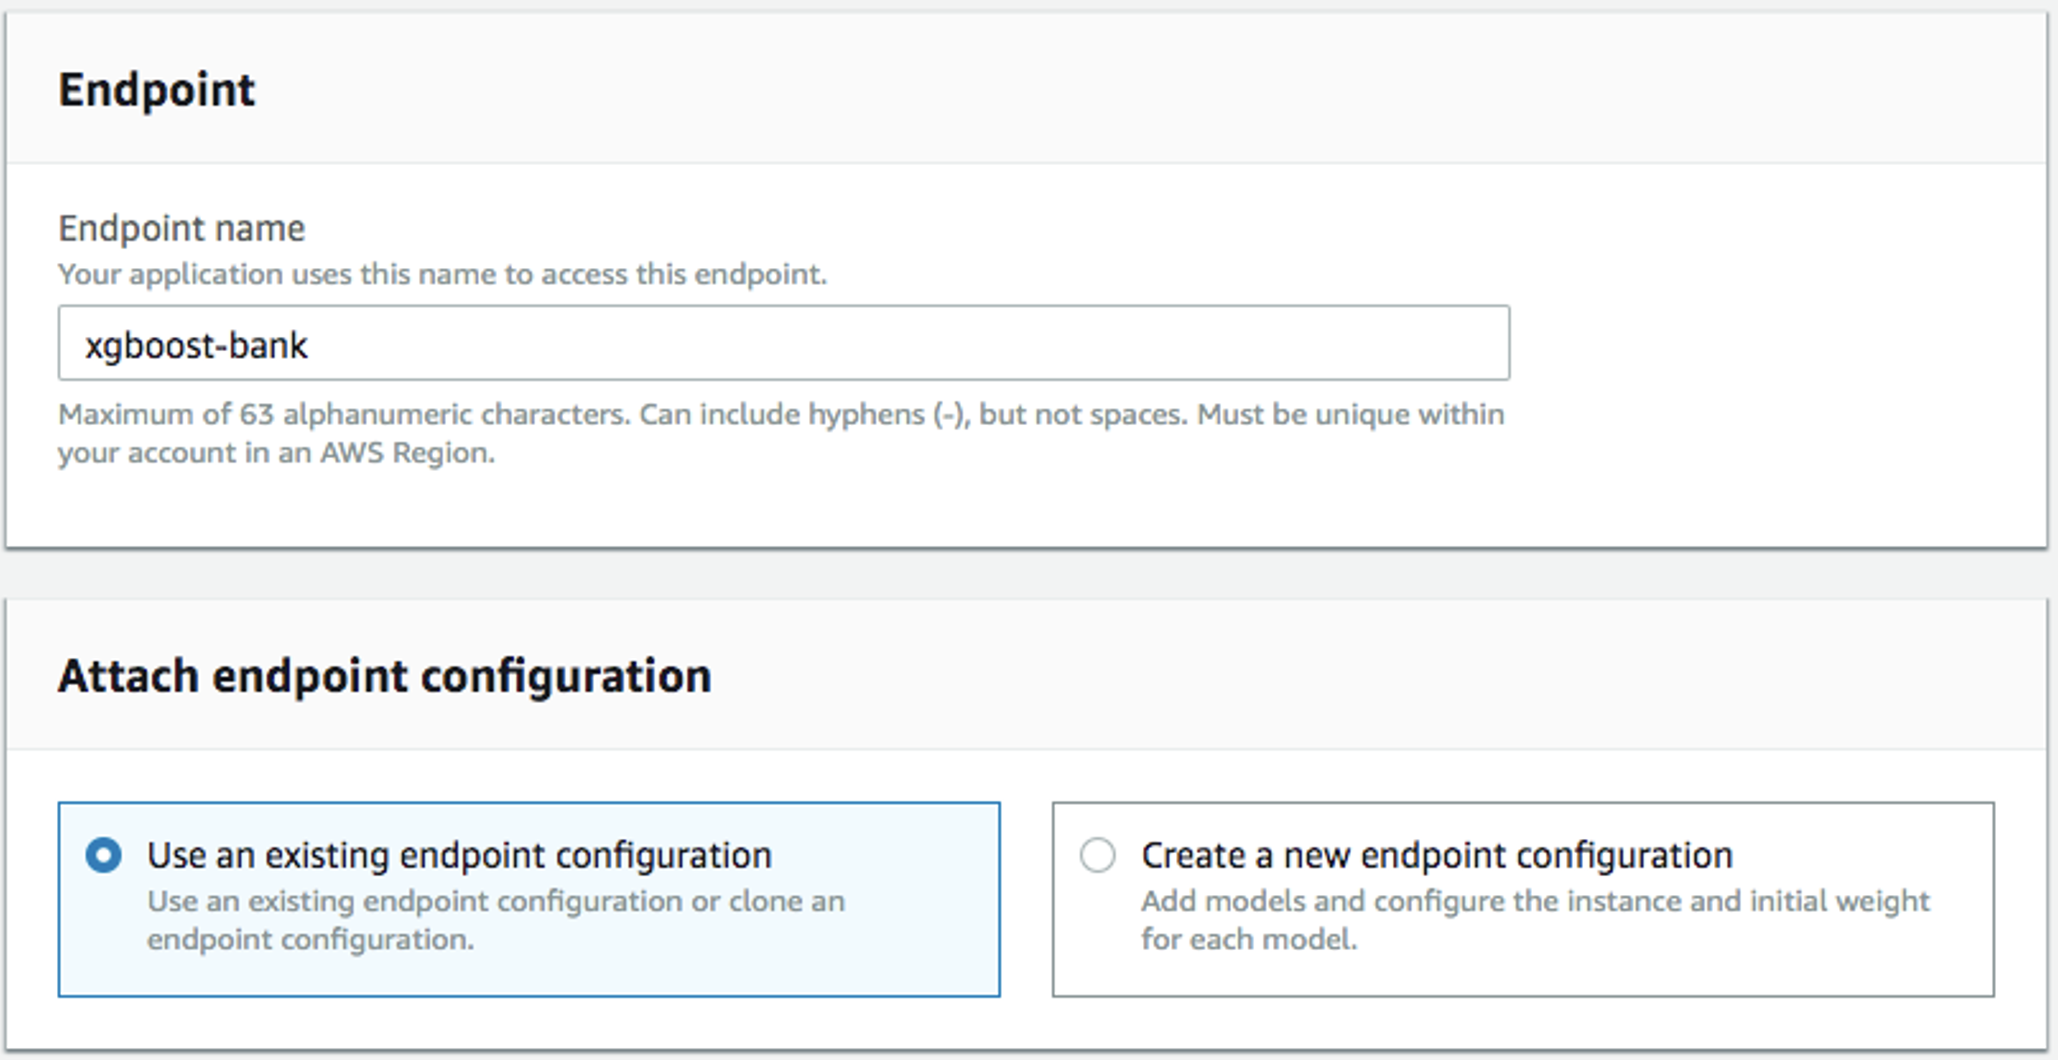 Endpoint
Endpoint name
Your application uses this name to access this endpoint.
xgboost-bank
Maximum of 63 alphanumeric characters. Can include hyphens (-), but not spaces. Must be unique within
your account in an AWS Region.
Attach endpoint configuration
Use an existing endpoint configuration
Use an existing endpoint configuration or clone an
endpoint configuration.
Create a new endpoint configuration
Add models and configure the instance and initial weight
for each model.